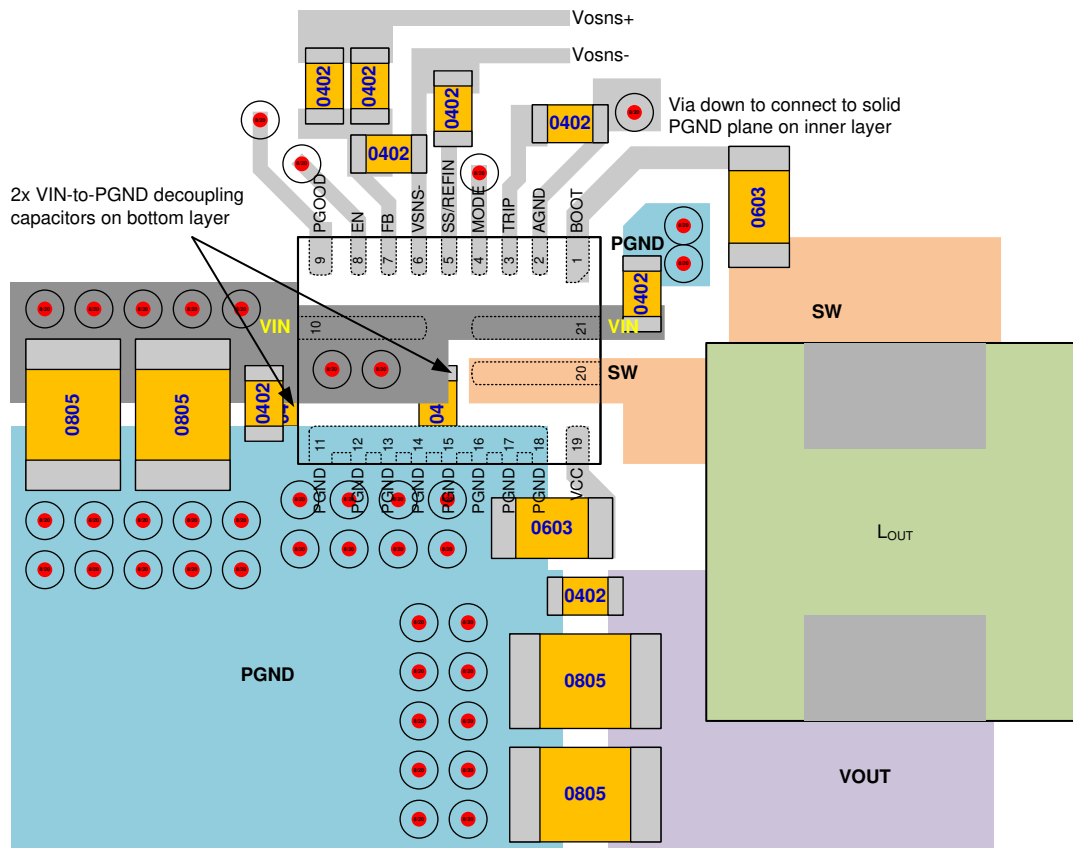 Vosns+
Vosns-
0402
0402
0402
0402
0402
Via down to connect to solid
PGND plane on inner layer
2x VIN-to-PGND decoupling
capacitors on bottom layer
PGOOD
EN
FB
VSNS-
SS/REFIN
MODE
TRIP
AGND
BOOT
9
8
7
6
5
4
3
2
1
0603
PGND
0402
SW
VIN
10
21
VIN
20
SW
0805
0805
0402
04
04
11
12
13
14
15
16
17
18
19
PGND
PGND
PGND
PGND
PGND
PGND
PGND
PGND
VCC
0603
LOUT
0402
PGND
0805
VOUT
0805